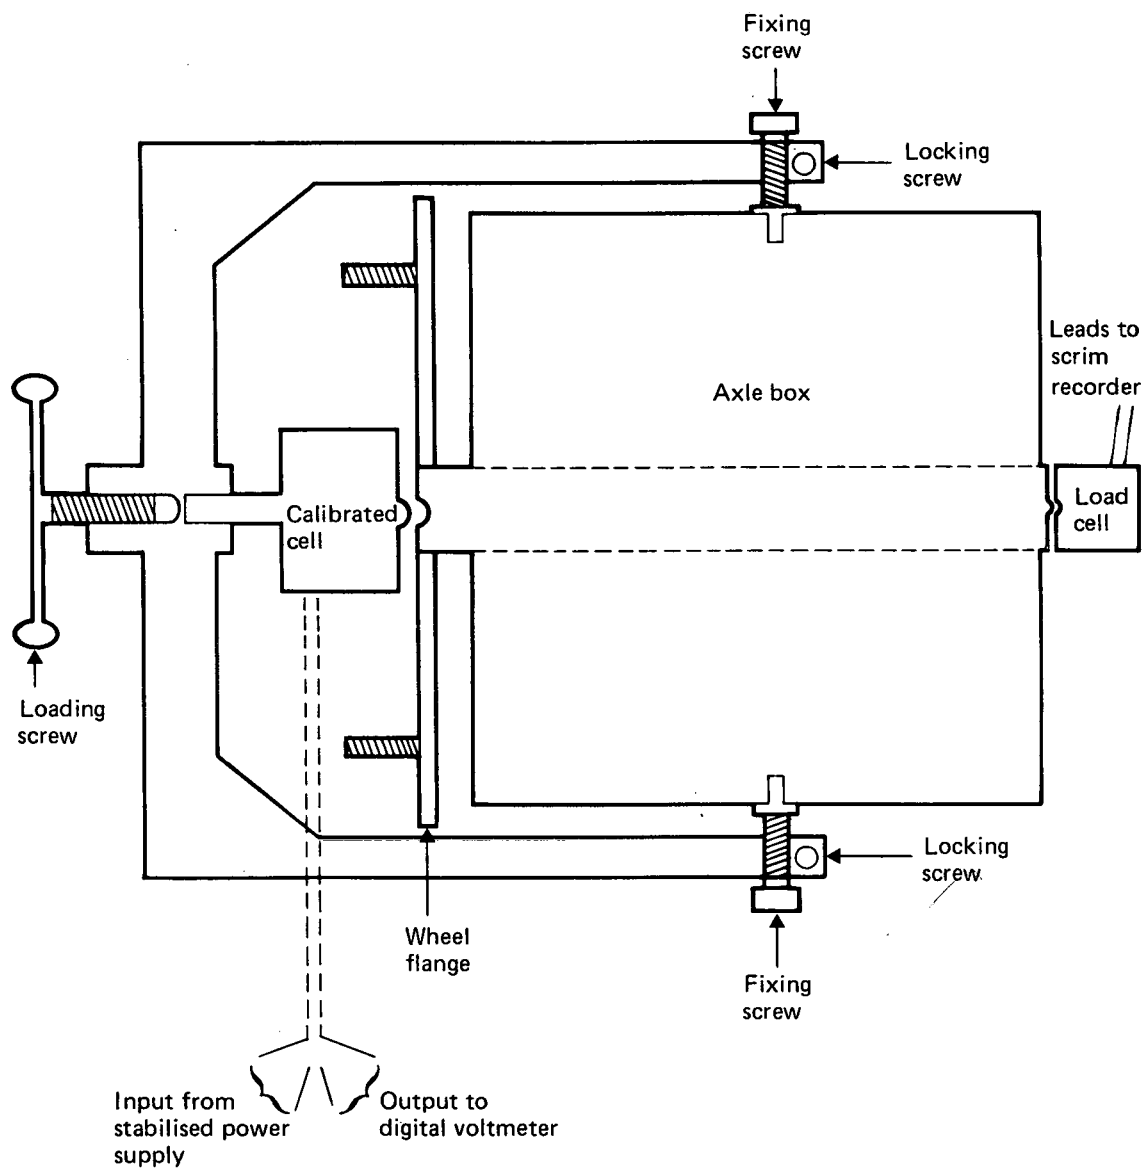 Fixing
screw
Locking
screw
Leads to
scrim
recorder
Axle box
Calibrated
cell
Load
cell
Loading
screw
Locking
screw
Wheel
flange
Fixing
screw
Input from
stabilised power
supply
Output to
digital voltmeter